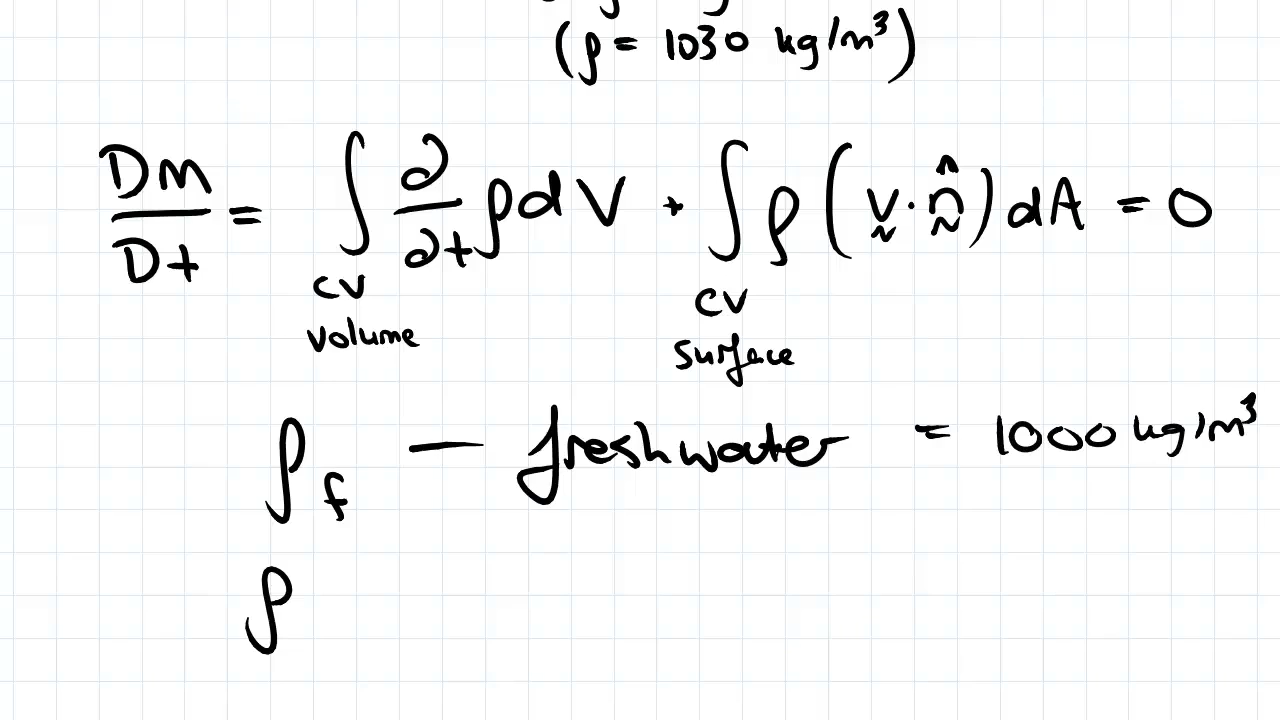 (ρ = 1030 kg/m³)
Dm/Dt = ∫ ∂/∂t ρ dV + ∫ ρ (v · n̂) dA = 0
CV CV
Volume Surface
ρf — freshwater = 1000 kg/m³
ρ